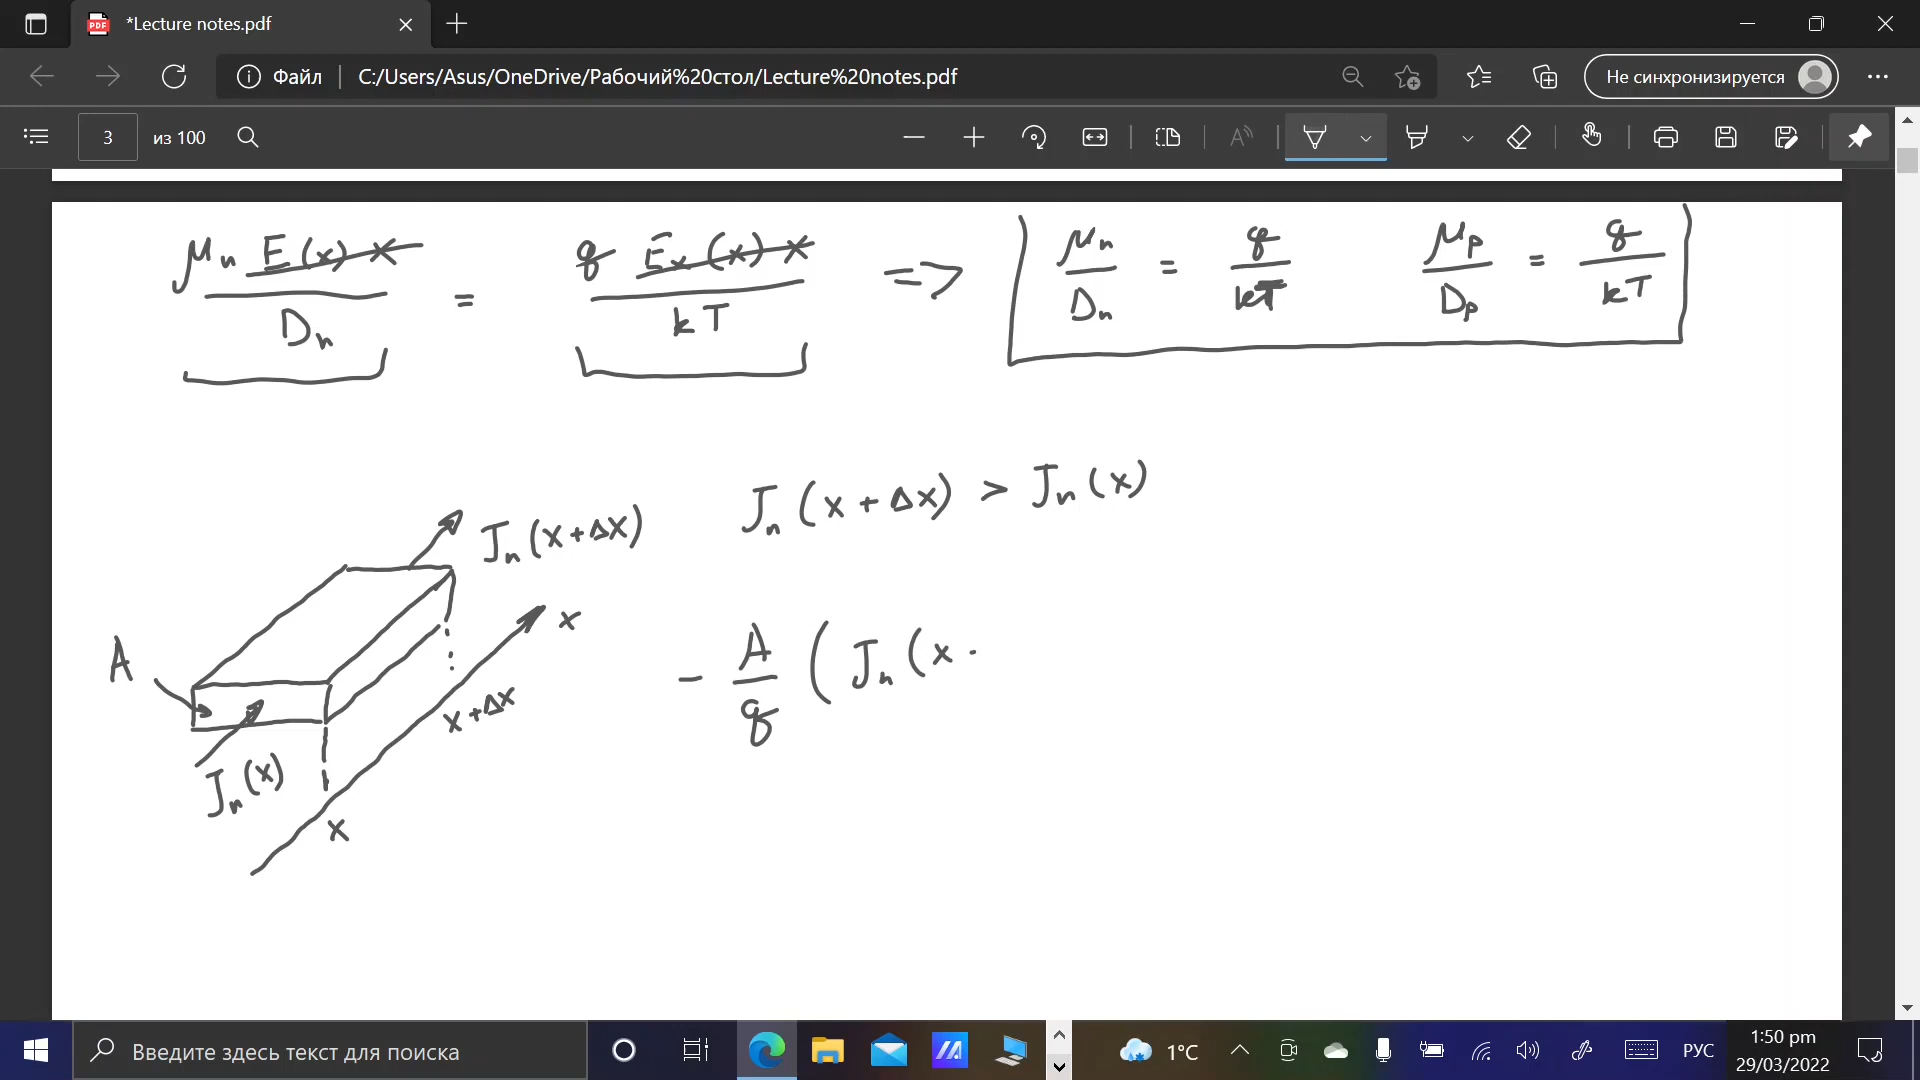 *Lecture notes.pdf
Файл C:/Users/Asus/OneDrive/Рабочий%20стол/Lecture%20notes.pdf Не синхронизируется
3 из 100
μn E(x) x / Dn = q Ex(x) x / kT => μn / Dn = q / kT μp / Dp = q / kT
Jn (x + Δx) > Jn (x)
Jn (x+Δx)
x
A
- A / q ( Jn (x -
x + Δx
Jn (x)
x
Введите здесь текст для поиска 1°C РУС 1:50 pm
29/03/2022